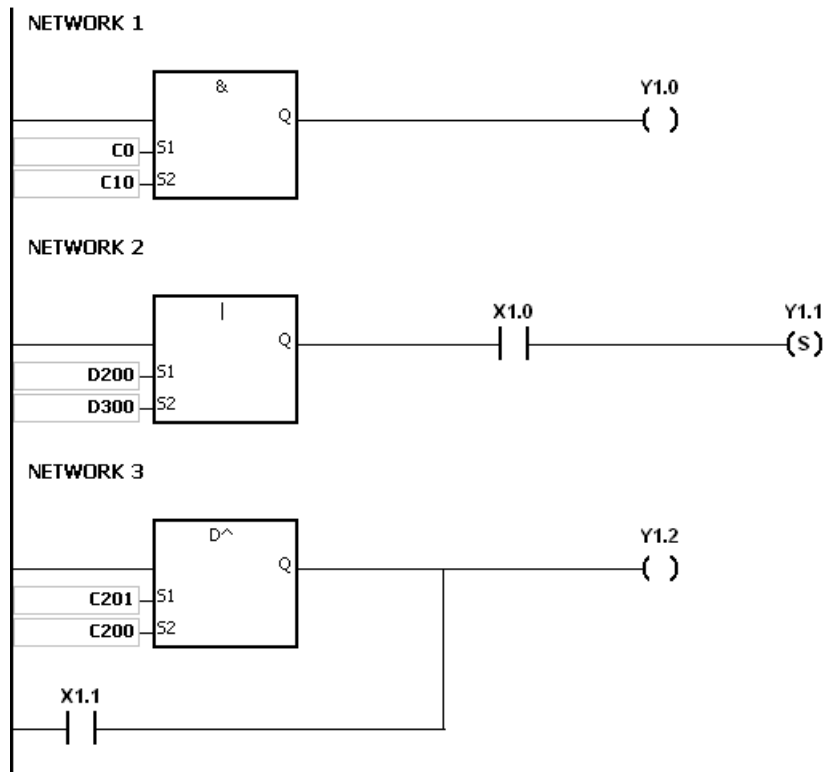 NETWORK 1
&
Y1.0
Q
( )
C0 S1
C10 S2
NETWORK 2
|
X1.0
Y1.1
Q
(S)
D200 S1
D300 S2
NETWORK 3
D^
Y1.2
Q
( )
C201 S1
C200 S2
X1.1